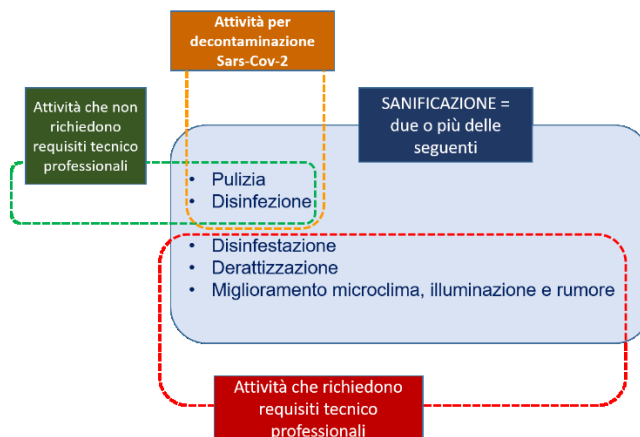 Attività per
decontaminazione
Sars-Cov-2
Attività che non
richiedono
requisiti tecnico
professionali
SANIFICAZIONE =
due o più delle
seguenti
• Pulizia
• Disinfezione
• Disinfestazione
• Derattizzazione
• Miglioramento microclima, illuminazione e rumore
Attività che richiedono
requisiti tecnico
professionali